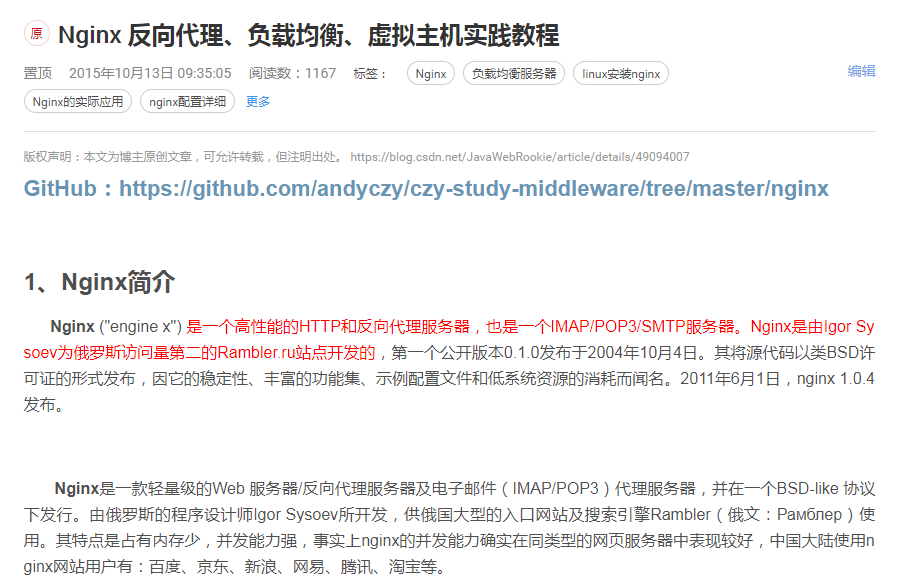 原 Nginx 反向代理、负载均衡、虚拟主机实践教程
置顶 2015年10月13日 09:35:05 阅读数：1167 标签： Nginx 负载均衡服务器 linux安装nginx 编辑
Nginx的实际应用 nginx配置详细 更多
版权声明：本文为博主原创文章，可允许转载，但注明出处。 https://blog.csdn.net/JavaWebRookie/article/details/49094007
GitHub：https://github.com/andyczy/czy-study-middleware/tree/master/nginx
1、Nginx简介
Nginx ("engine x") 是一个高性能的HTTP和反向代理服务器，也是一个IMAP/POP3/SMTP服务器。Nginx是由Igor Sy
soev为俄罗斯访问量第二的Rambler.ru站点开发的，第一个公开版本0.1.0发布于2004年10月4日。其将源代码以类BSD许
可证的形式发布，因它的稳定性、丰富的功能集、示例配置文件和低系统资源的消耗而闻名。2011年6月1日，nginx 1.0.4
发布。
Nginx是一款轻量级的Web 服务器/反向代理服务器及电子邮件（IMAP/POP3）代理服务器，并在一个BSD-like 协议
下发行。由俄罗斯的程序设计师Igor Sysoev所开发，供俄国大型的入口网站及搜索引擎Rambler（俄文：Рамблер）使
用。其特点是占有内存少，并发能力强，事实上nginx的并发能力确实在同类型的网页服务器中表现较好，中国大陆使用n
ginx网站用户有：百度、京东、新浪、网易、腾讯、淘宝等。